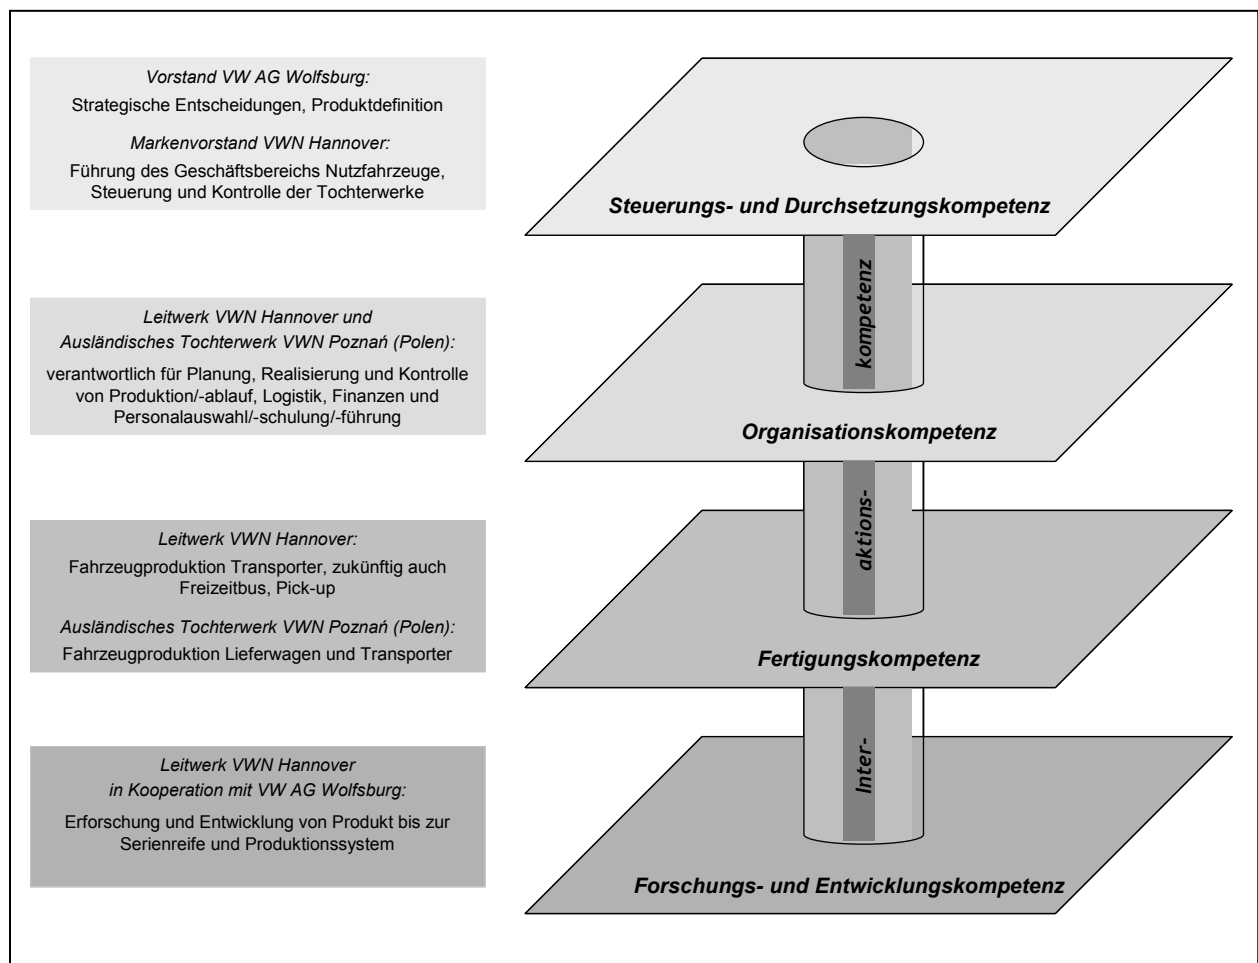 Vorstand VW AG Wolfsburg:
Strategische Entscheidungen, Produktdefinition
Markenvorstand VWN Hannover:
Führung des Geschäftsbereichs Nutzfahrzeuge,
Steuerung und Kontrolle der Tochterwerke
Steuerungs- und Durchsetzungskompetenz
kompetenz
Leitwerk VWN Hannover und
Ausländisches Tochterwerk VWN Poznań (Polen):
verantwortlich für Planung, Realisierung und Kontrolle
von Produktion/-ablauf, Logistik, Finanzen und
Personalauswahl/-schulung/-führung
Organisationskompetenz
aktions-
Leitwerk VWN Hannover:
Fahrzeugproduktion Transporter, zukünftig auch
Freizeitbus, Pick-up
Ausländisches Tochterwerk VWN Poznań (Polen):
Fahrzeugproduktion Lieferwagen und Transporter
Fertigungskompetenz
Inter-
Leitwerk VWN Hannover
in Kooperation mit VW AG Wolfsburg:
Erforschung und Entwicklung von Produkt bis zur
Serienreife und Produktionssystem
Forschungs- und Entwicklungskompetenz